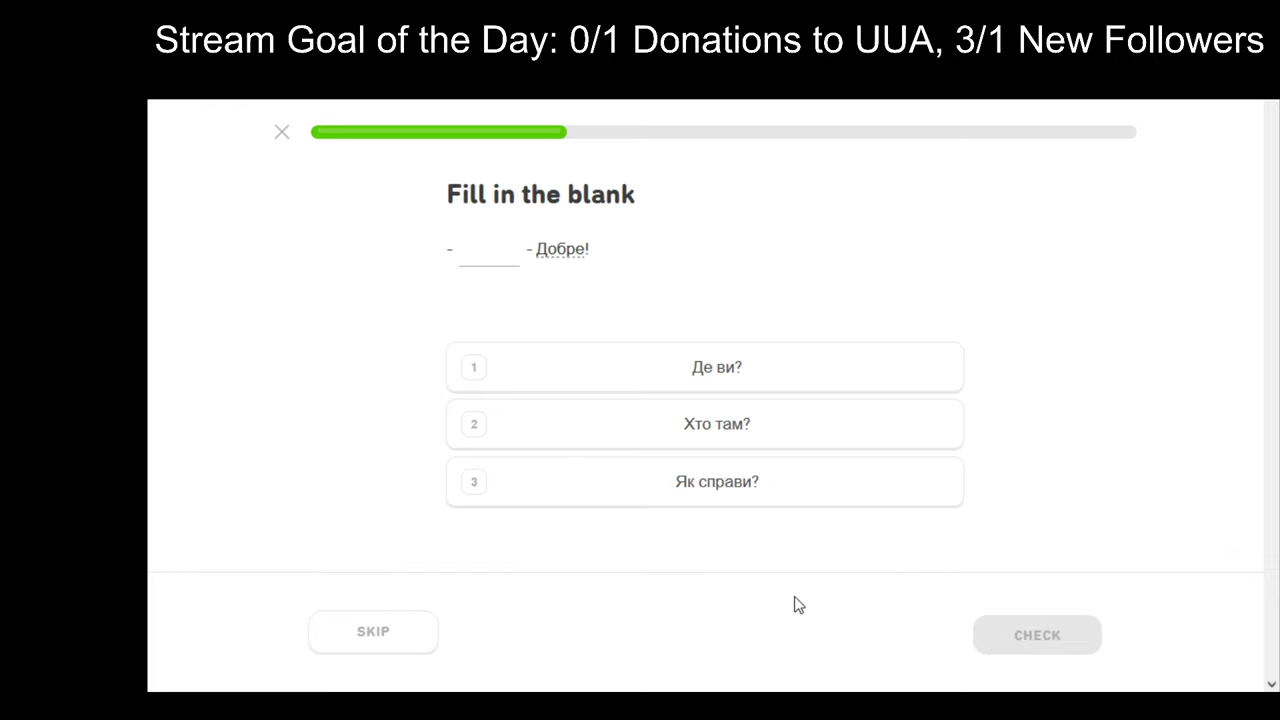 Stream Goal of the Day: 0/1 Donations to UUA, 3/1 New Followers
Fill in the blank
- ______ - Добре!
1 Де ви?
2 Хто там?
3 Як справи?
SKIP CHECK